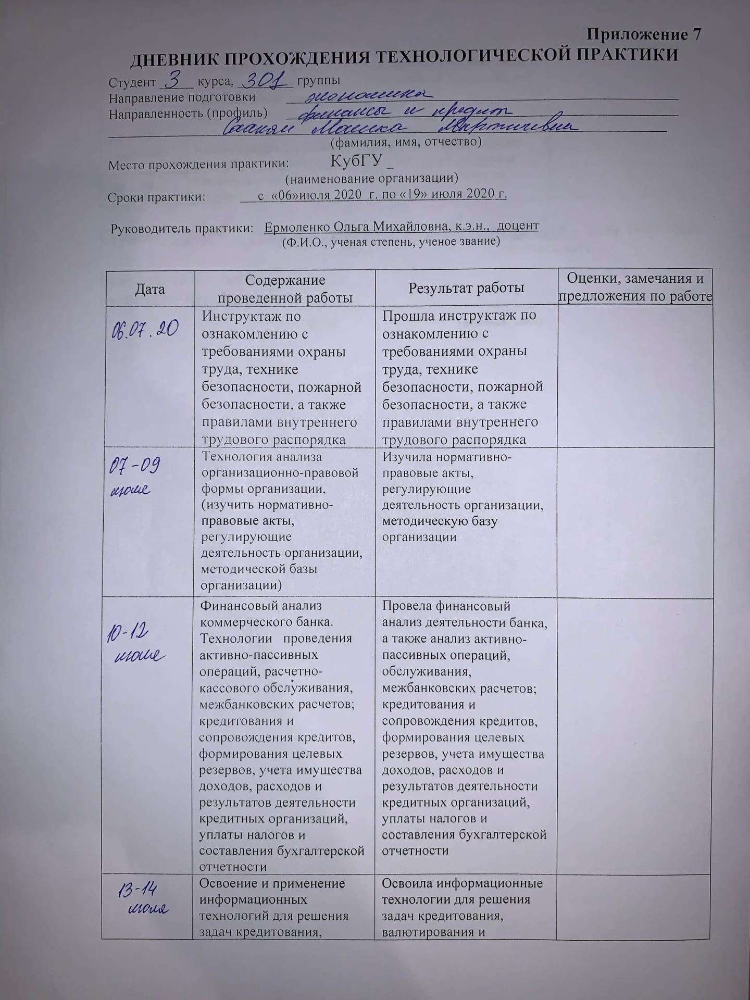 Приложение 7
ДНЕВНИК ПРОХОЖДЕНИЯ ТЕХНОЛОГИЧЕСКОЙ ПРАКТИКИ
Студент 3 курса, 301 группы
Направление подготовки экономика
Направленность (профиль) финансы и кредит
Саакян Мартичевна
(фамилия, имя, отчество)
Место прохождения практики: КубГУ _
(наименование организации)
Сроки практики: с «06»июля 2020 г. по «19» июля 2020 г.
Руководитель практики: Ермоленко Ольга Михайловна, к.э.н., доцент
(Ф.И.О., ученая степень, ученое звание)
Дата
Содержание
проведенной работы
Результат работы
Оценки, замечания и
предложения по работе
06.07.20
Инструктаж по
ознакомлению с
требованиями охраны
труда, технике
безопасности, пожарной
безопасности, а также
правилами внутреннего
трудового распорядка
Прошла инструктаж по
ознакомлению с
требованиями охраны
труда, технике
безопасности, пожарной
безопасности, а также
правилами внутреннего
трудового распорядка
07-09
июля
Технология анализа
организационно-правовой
формы организации,
(изучить нормативно-
правовые акты,
регулирующие
деятельность организации,
методической базы
организации)
Изучила нормативно-
правовые акты,
регулирующие
деятельность организации,
методическую базу
организации
10-12
июля
Финансовый анализ
коммерческого банка.
Технологии проведения
активно-пассивных
операций, расчетно-
кассового обслуживания,
межбанковских расчетов;
кредитования и
сопровождения кредитов,
формирования целевых
резервов, учета имущества
доходов, расходов и
результатов деятельности
кредитных организаций,
уплаты налогов и
составления бухгалтерской
отчетности
Провела финансовый
анализ деятельности банка,
а также анализ активно-
пассивных операций,
обслуживания,
межбанковских расчетов;
кредитования и
сопровождения кредитов,
формирования целевых
резервов, учета имущества
доходов, расходов и
результатов деятельности
кредитных организаций,
уплаты налогов и
составления бухгалтерской
отчетности
13-14
июля
Освоение и применение
информационных
технологий для решения
задач кредитования,
Освоила информационные
технологии для решения
задач кредитования,
валютирования и